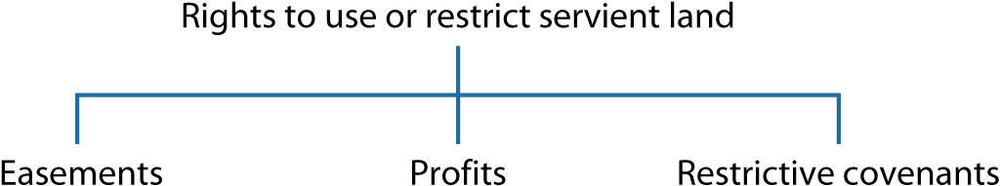 Rights to use or restrict servient land
Easements Profits Restrictive covenants